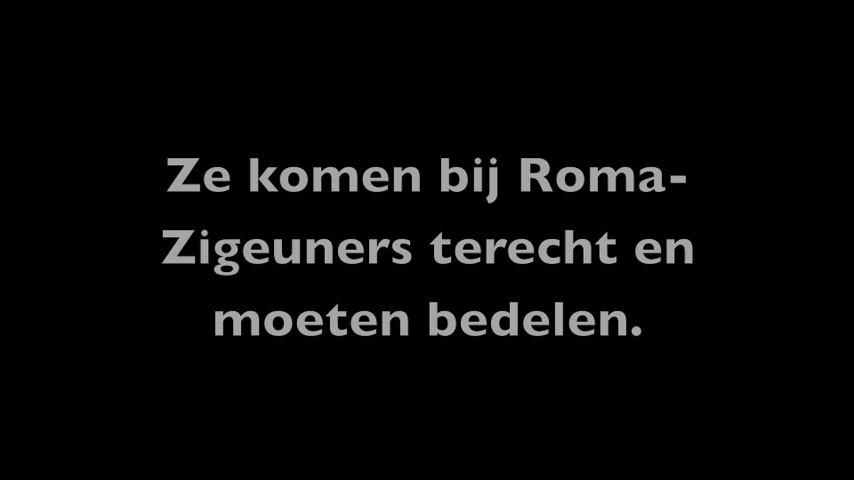 Ze komen bij Roma-
Zigeuners terecht en
moeten bedelen.